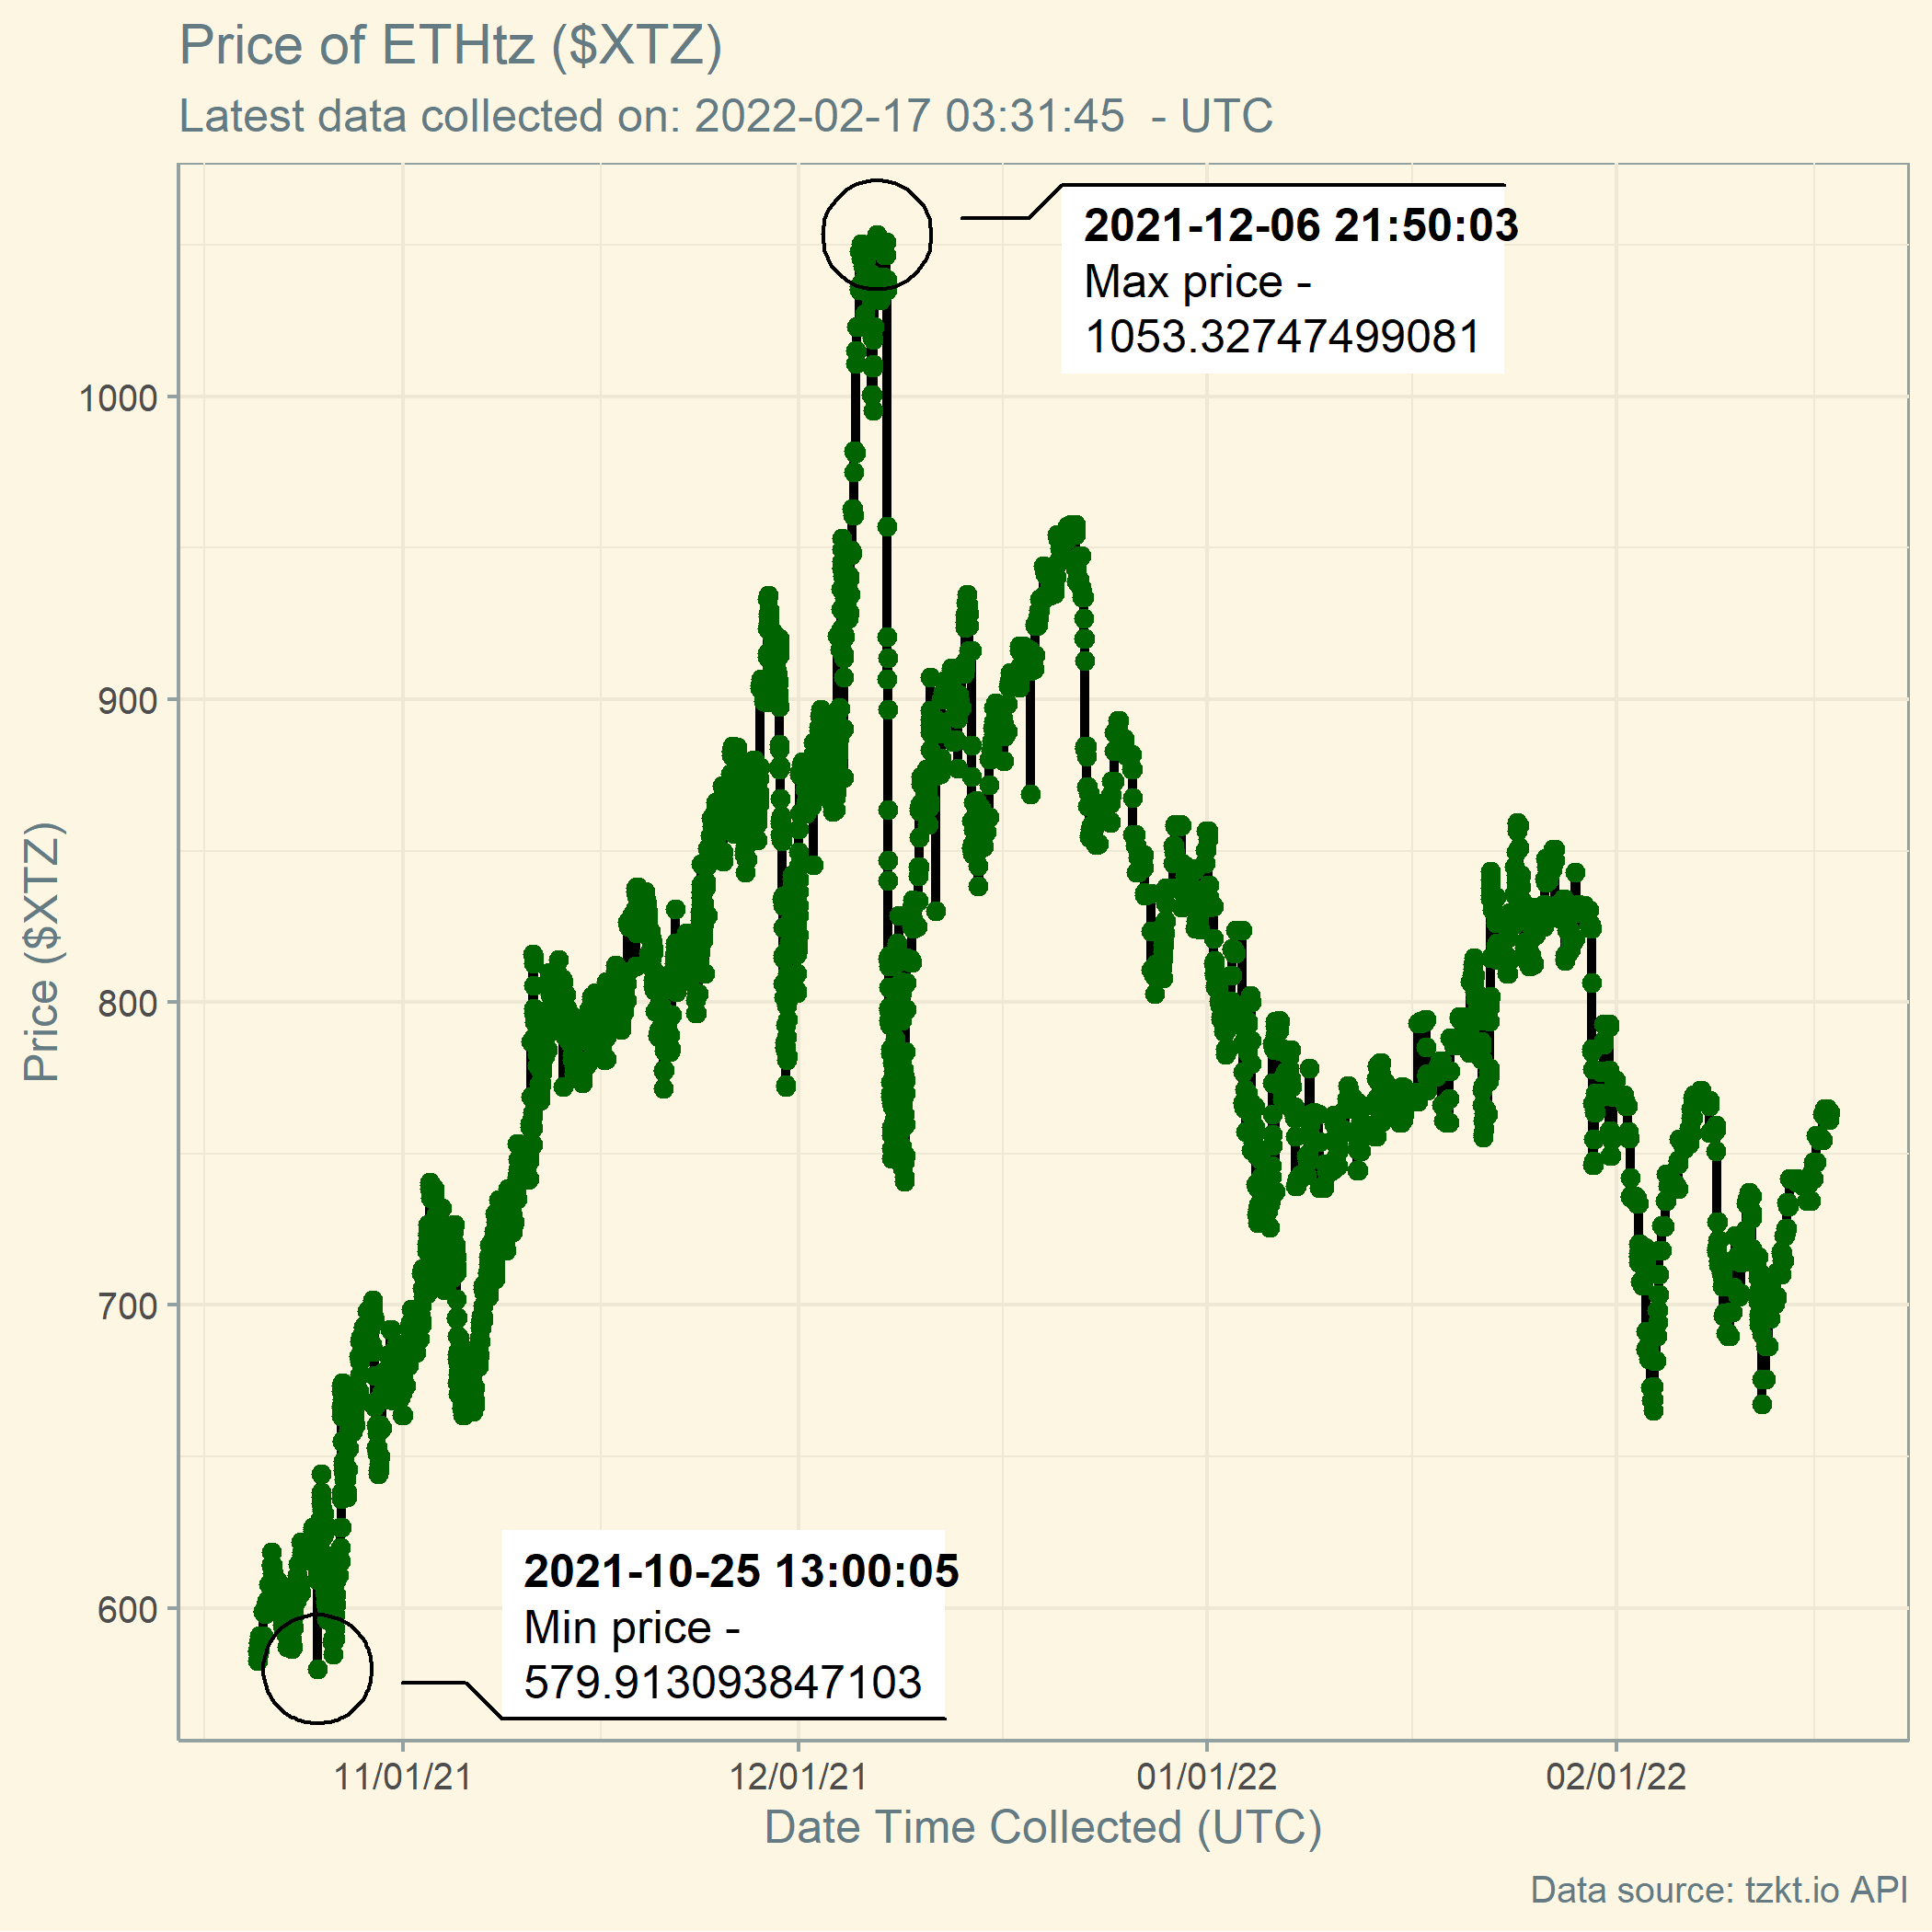 Price of ETHtz ($XTZ)
Latest data collected on: 2022-02-17 03:31:45  - UTC
2021-12-06 21:50:03
Max price -
1053.32747499081
1000
900
800
700
600
Price ($XTZ)
2021-10-25 13:00:05
Min price -
579.913093847103
11/01/21
12/01/21
01/01/22
02/01/22
Date Time Collected (UTC)
Data source: tzkt.io API